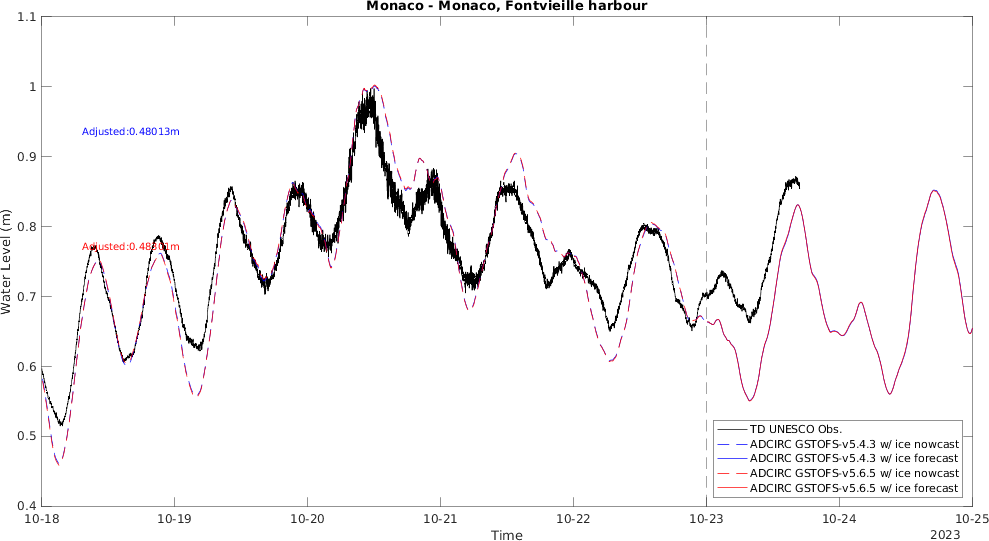 Monaco - Monaco, Fontvieille harbour
1.1
1
0.9
0.8
0.7
0.6
0.5
0.4
Water Level (m)
Adjusted:0.48013m
TD UNESCO Obs.
ADCIRC GSTOFS-v5.4.3 w/ ice nowcast
ADCIRC GSTOFS-v5.4.3 w/ ice forecast
ADCIRC GSTOFS-v5.6.5 w/ ice nowcast
ADCIRC GSTOFS-v5.6.5 w/ ice forecast
10-18
10-19
10-20
10-21
10-22
10-23
10-24
10-25
Time
2023